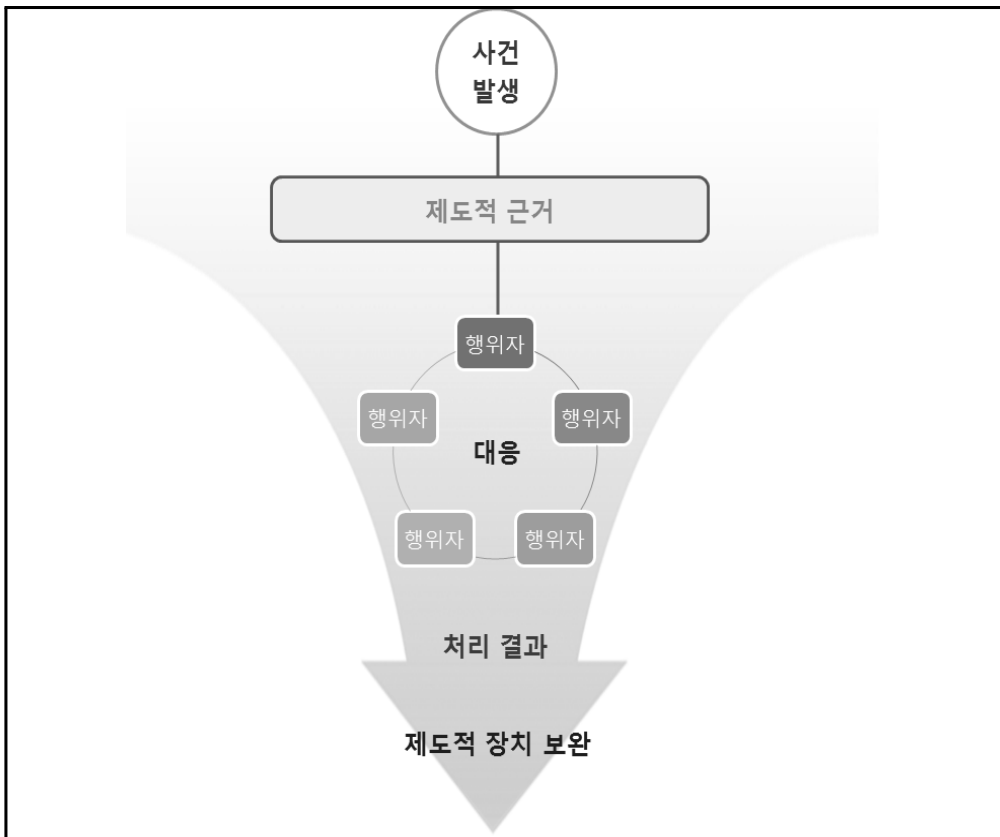 사건
발생
제도적 근거
행위자
행위자
행위자
대응
행위자
행위자
처리 결과
제도적 장치 보완